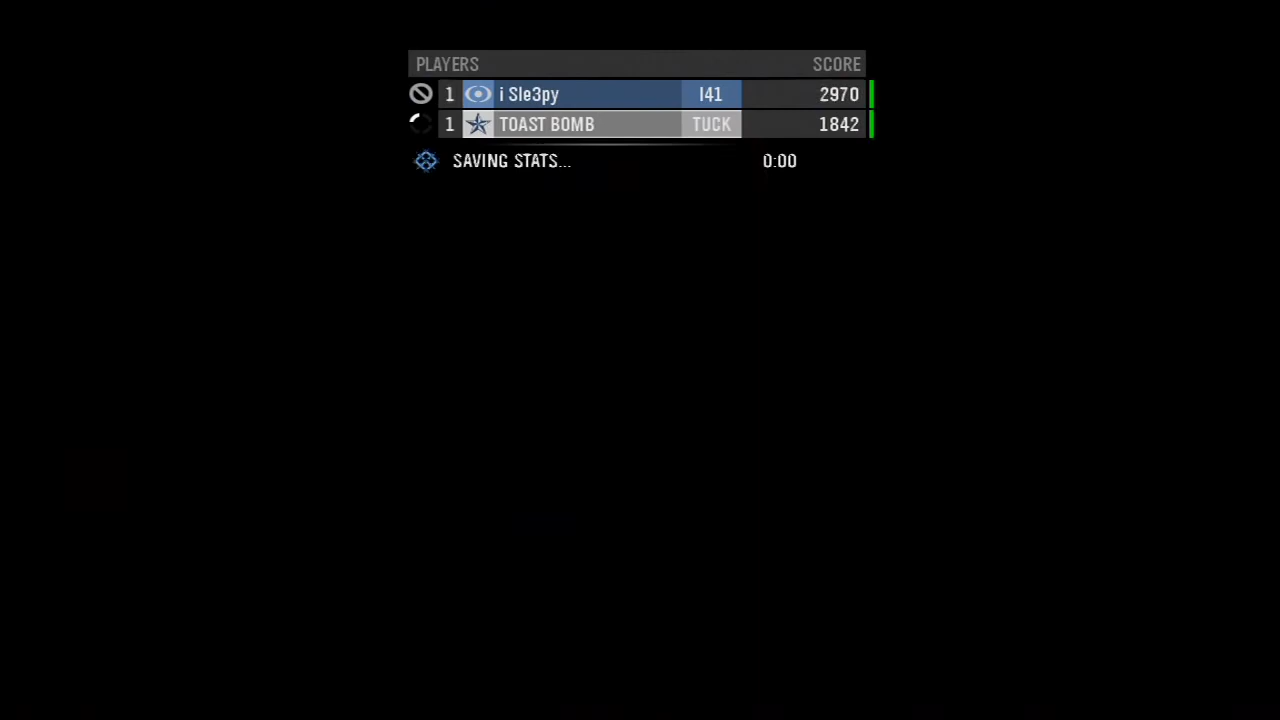 PLAYERS SCORE
1 i Sle3py I41 2970
1 TOAST BOMB TUCK 1842
SAVING STATS... 0:00